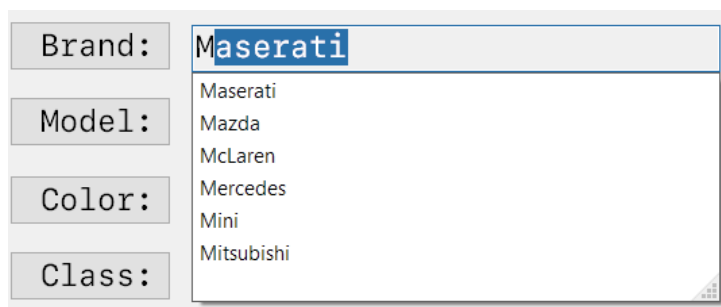 Brand: Maserati
Maserati
Mazda
Model:
McLaren
Mercedes
Color:
Mini
Mitsubishi
Class: